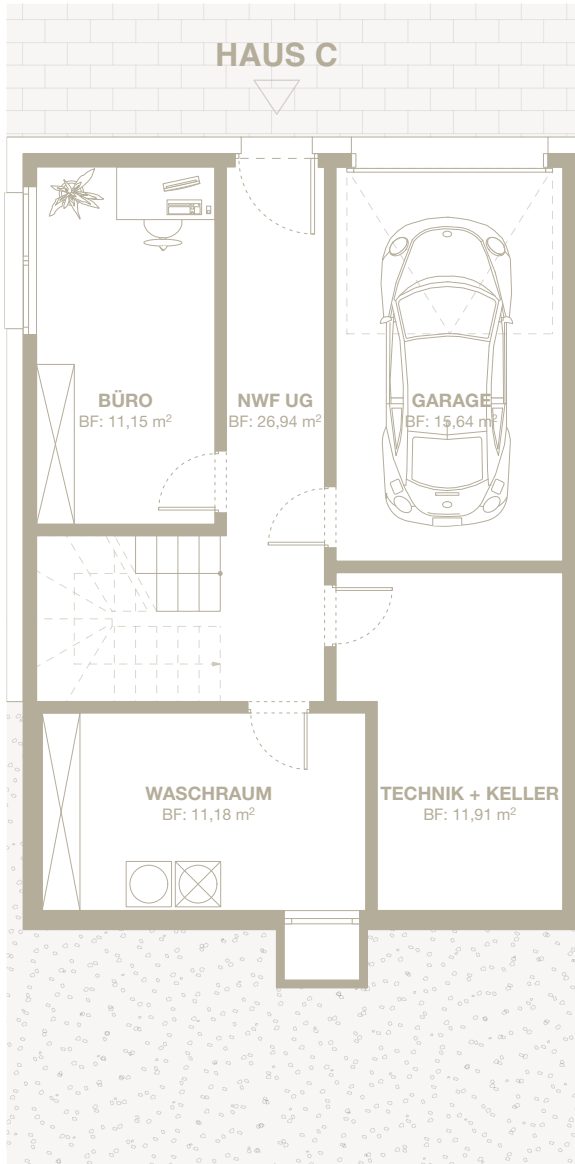 HAUS C
BÜRO
BF: 11,15 m²
NWF UG
BF: 26,94 m²
GARAGE
BF: 15,64 m²
WASCHRAUM
BF: 11,18 m²
TECHNIK + KELLER
BF: 11,91 m²